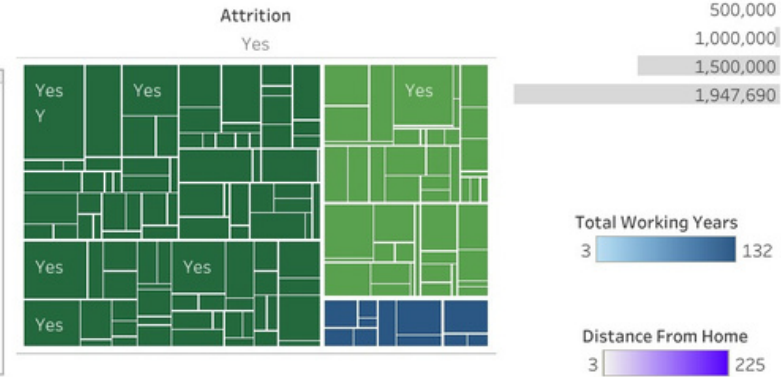 Attrition
Yes
Yes
Y
Yes
Yes
Yes
Yes
Yes
500,000
1,000,000
1,500,000
1,947,690
Total Working Years
3 132
Distance From Home
3 225